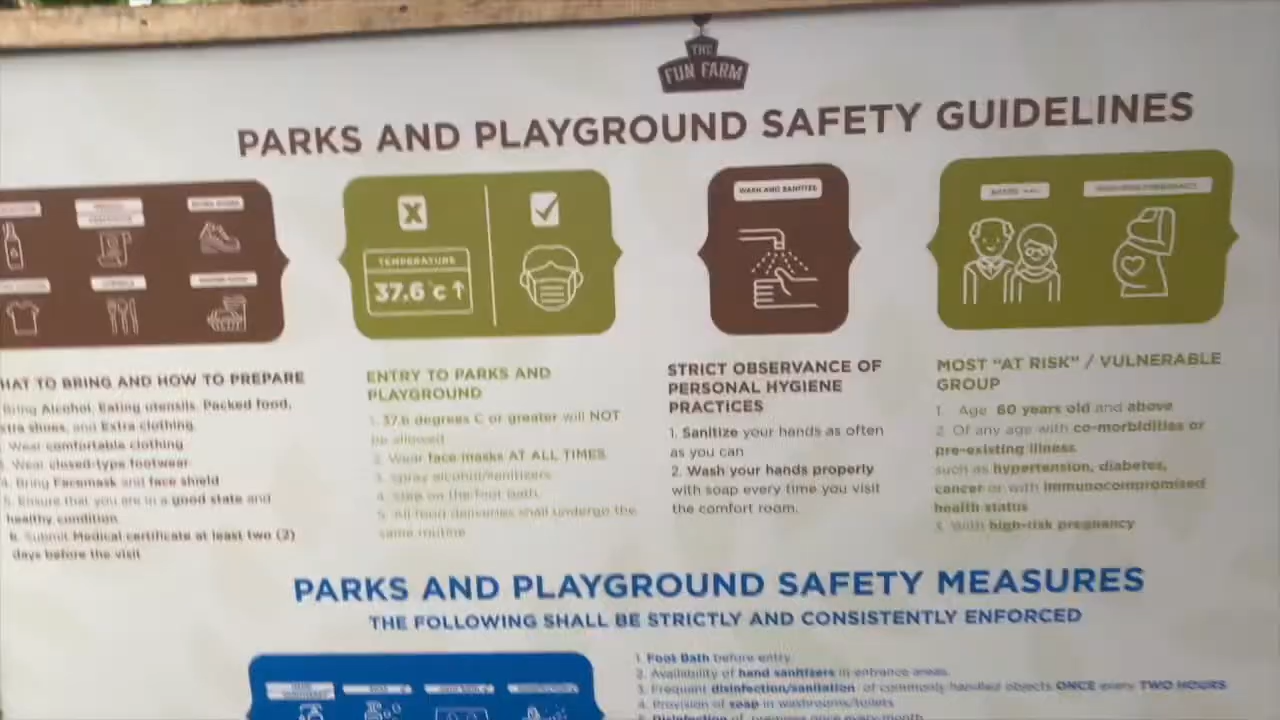 THE
FUN FARM
PARKS AND PLAYGROUND SAFETY GUIDELINES
TEMPERATURE
37.6 c
WASH AND SANITIZE
HAT TO BRING AND HOW TO PREPARE
Bring Alcohol, Eating utensils, Packed food,
xtra shoes, and Extra clothing.
Wear comfortable clothing
Wear closed-type footwear
4. Bring Facemask and face shield
5. Ensure that you are in a good state and
healthy condition
6. Submit Medical certificate at least two (2)
days before the visit
ENTRY TO PARKS AND
PLAYGROUND
1. 37.6 degrees C or greater will NOT
be allowed
2. Wear face masks AT ALL TIMES
3. Spray alcohol/sanitizers
4. Step on the foot bath
5. All food deliveries shall undergo the
same routine
STRICT OBSERVANCE OF
PERSONAL HYGIENE
PRACTICES
1. Sanitize your hands as often
as you can
2. Wash your hands properly
with soap every time you visit
the comfort room.
MOST "AT RISK" / VULNERABLE
GROUP
1. Age 60 years old and above
2. Of any age with co-morbidities or
pre-existing illness
such as hypertension, diabetes,
cancer or with immunocompromised
health status
3. With high-risk pregnancy
PARKS AND PLAYGROUND SAFETY MEASURES
THE FOLLOWING SHALL BE STRICTLY AND CONSISTENTLY ENFORCED
1. Foot Bath before entry
2. Availability of hand sanitizers in entrance areas
3. Frequent disinfection/sanitation of commonly handled objects ONCE every TWO HOURS
4. Provision of soap in washrooms/toilets
5. Disinfection of premises once every month